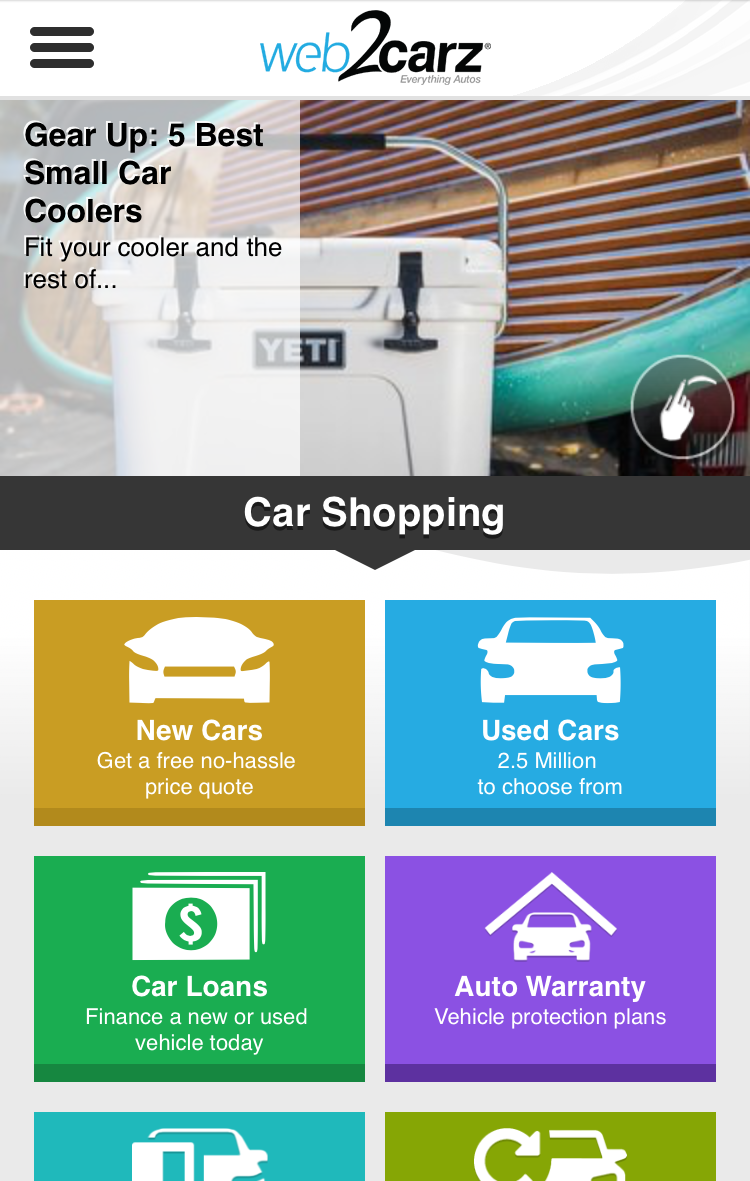 web2carz®
Everything Autos
Gear Up: 5 Best
Small Car
Coolers
Fit your cooler and the
rest of...
YETI
Car Shopping
New Cars
Get a free no-hassle
price quote
Used Cars
2.5 Million
to choose from
$
Car Loans
Finance a new or used
vehicle today
Auto Warranty
Vehicle protection plans